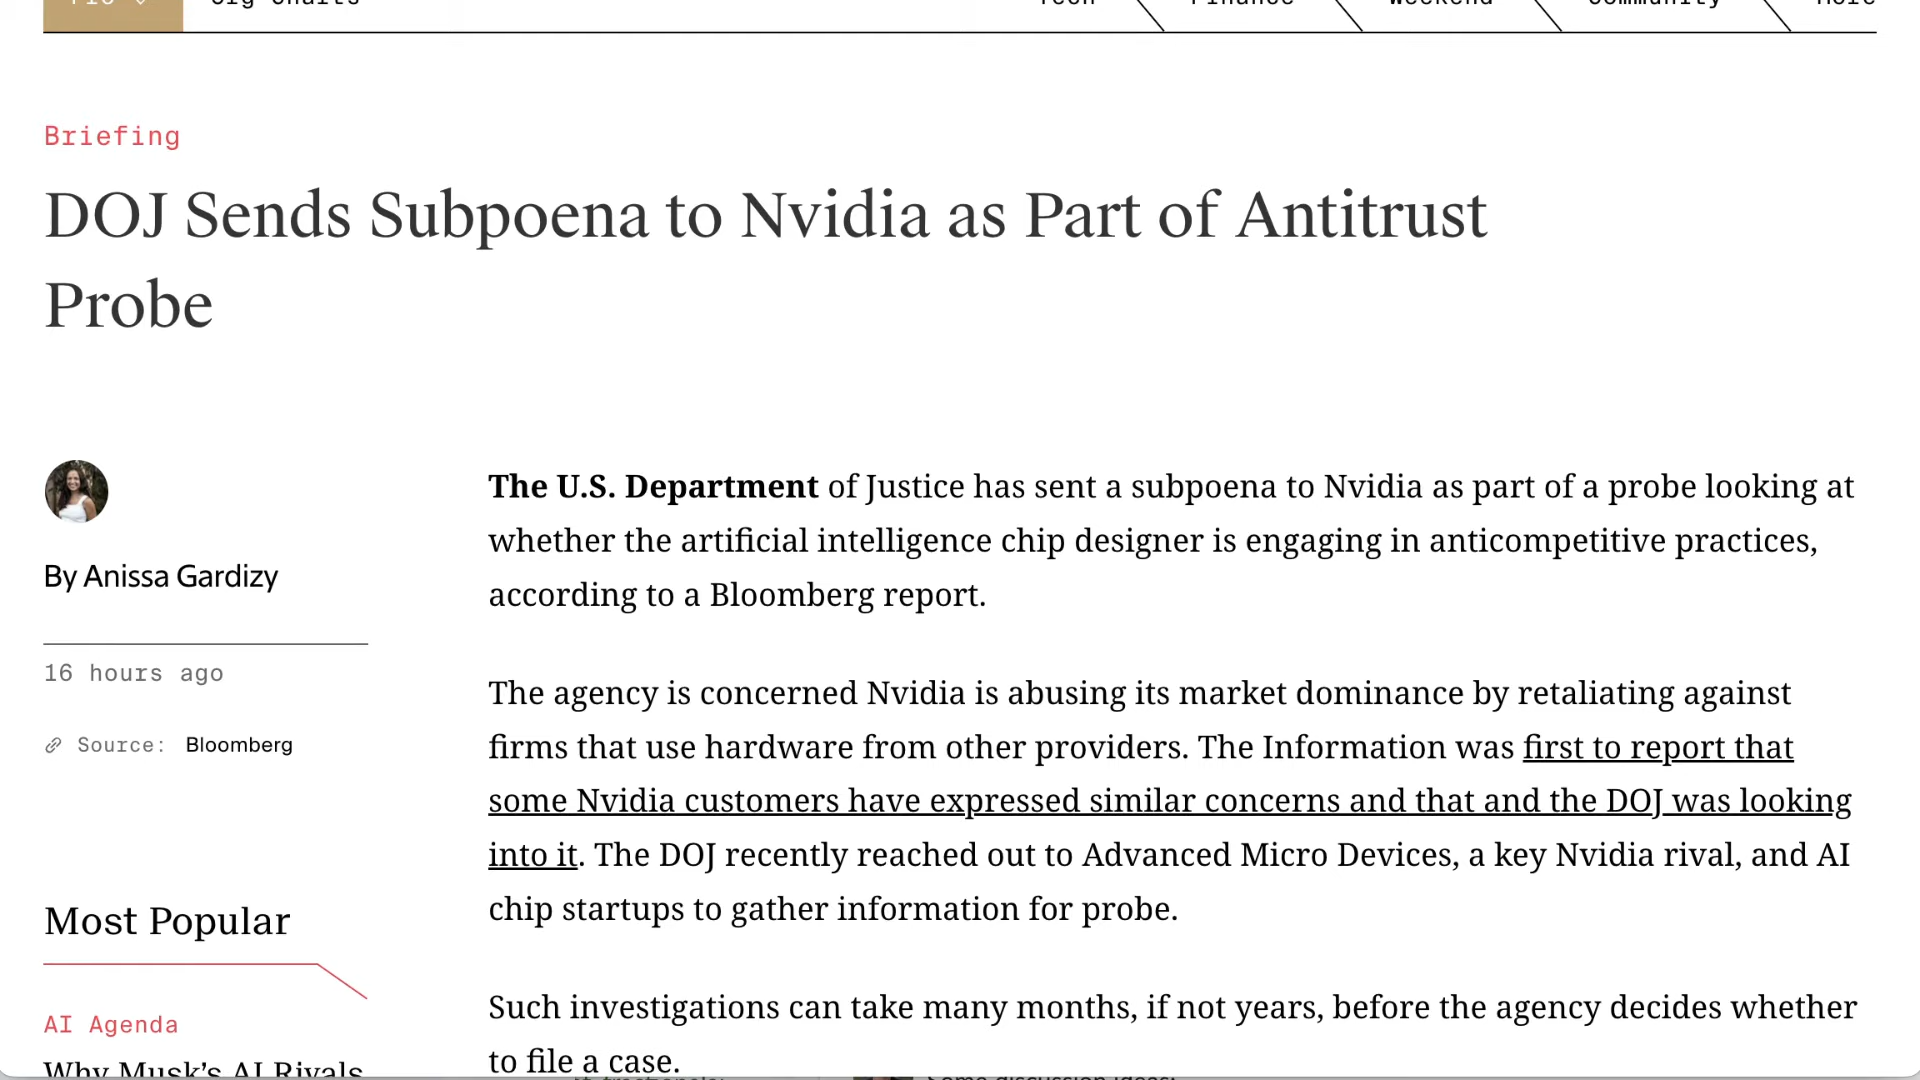 Org Charts
Tech
Finance
Weekend
Community
More
Briefing
DOJ Sends Subpoena to Nvidia as Part of Antitrust
Probe
By Anissa Gardizy
16 hours ago
Source: Bloomberg
Most Popular
AI Agenda
Why Musk’s AI Rivals
The U.S. Department of Justice has sent a subpoena to Nvidia as part of a probe looking at
whether the artificial intelligence chip designer is engaging in anticompetitive practices,
according to a Bloomberg report.
The agency is concerned Nvidia is abusing its market dominance by retaliating against
firms that use hardware from other providers. The Information was first to report that
some Nvidia customers have expressed similar concerns and that and the DOJ was looking
into it. The DOJ recently reached out to Advanced Micro Devices, a key Nvidia rival, and AI
chip startups to gather information for probe.
Such investigations can take many months, if not years, before the agency decides whether
to file a case.